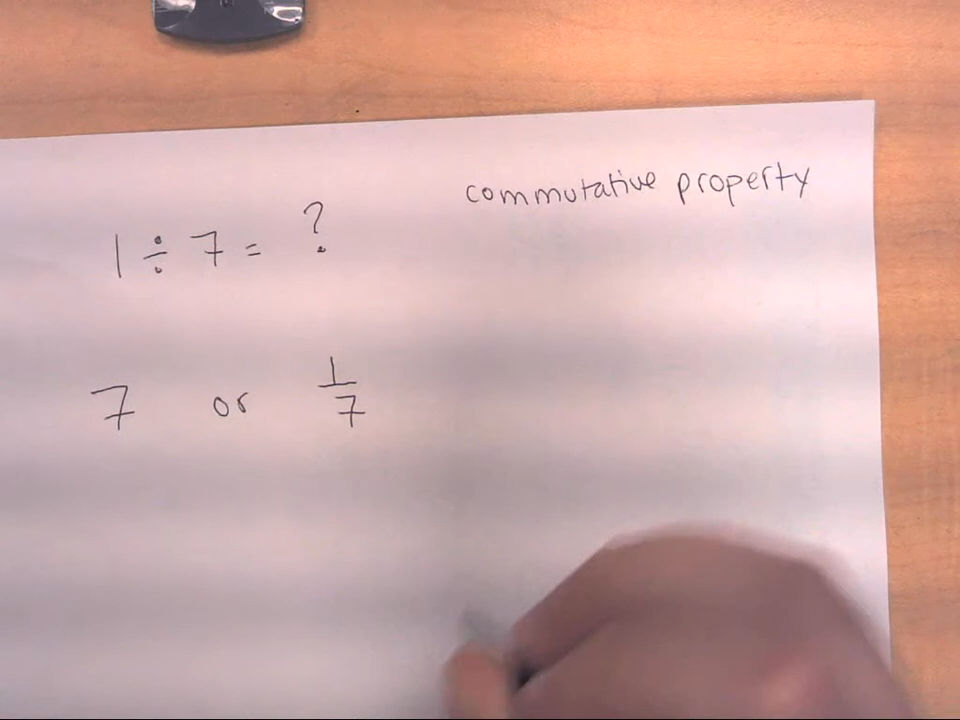 commutative property
1 ÷ 7 = ?
7 or 1/7